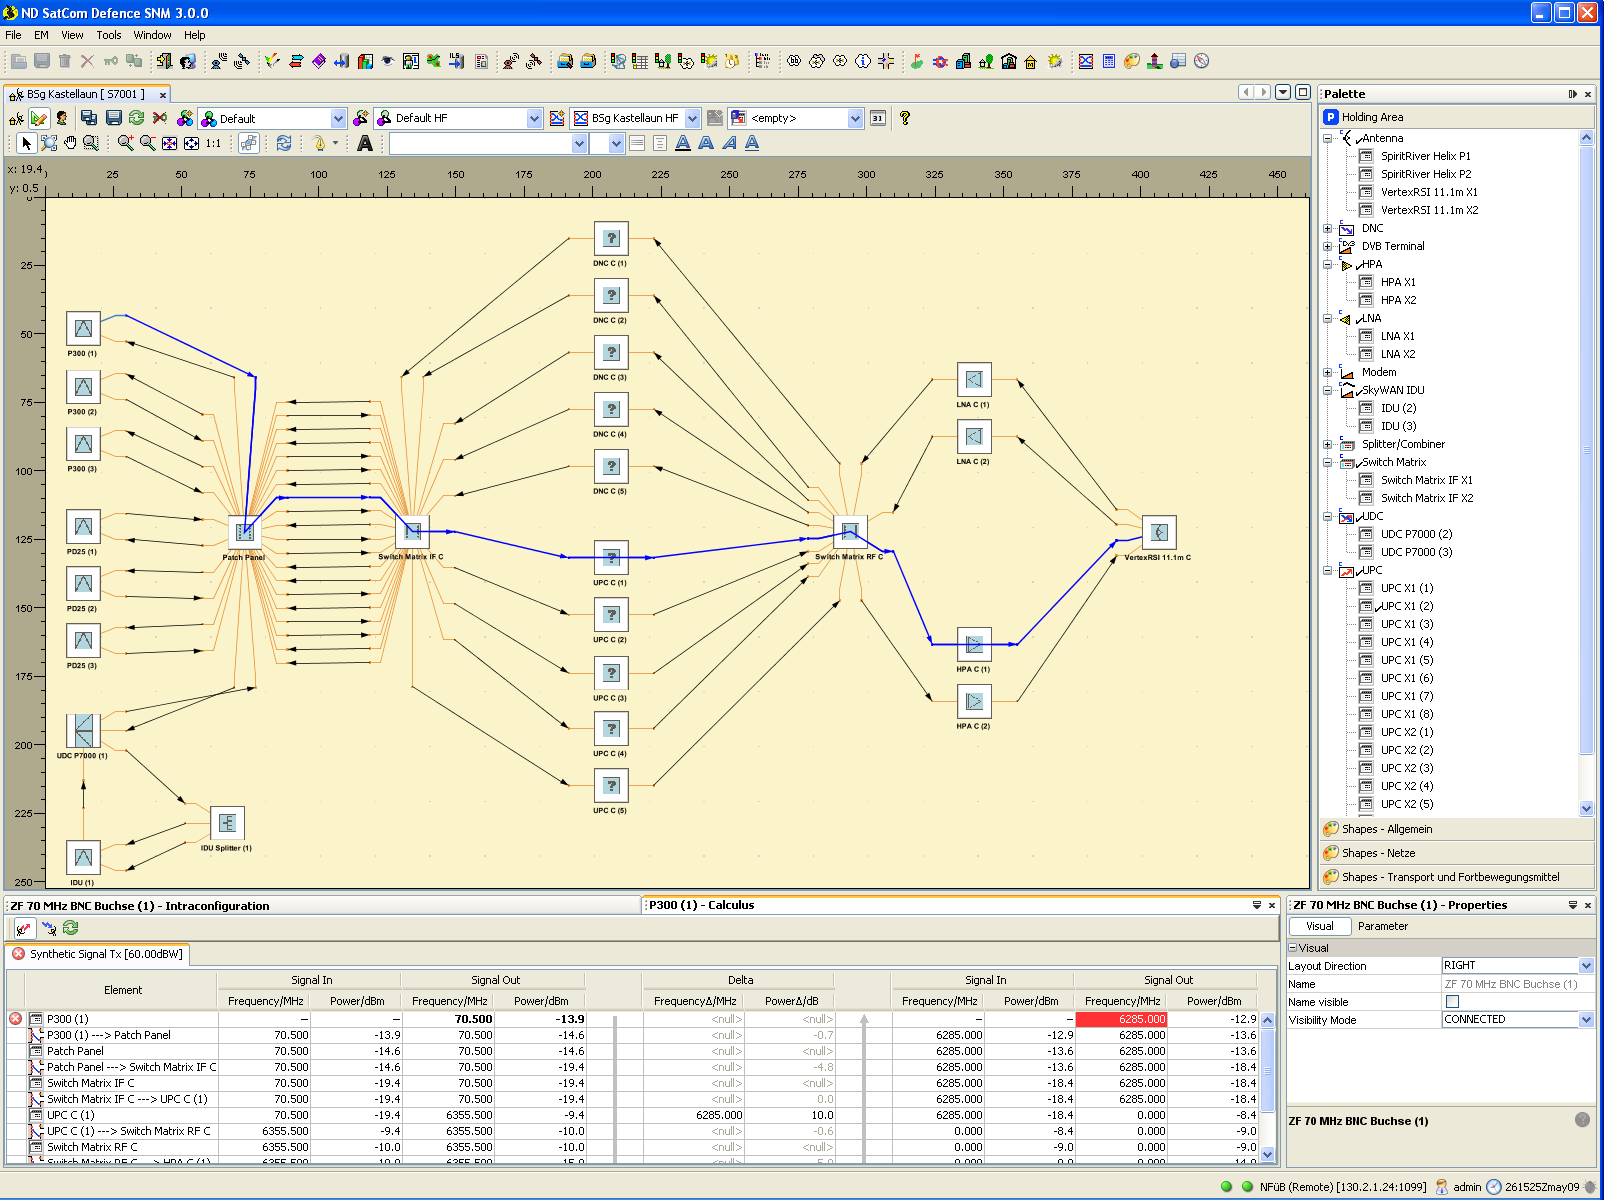 ND SatCom Defence SNM 3.0.0
File EM View Tools Window Help
BSg Kastellaun [ S7001 ]
Default
Default HF
BSg Kastellaun HF
<empty>
31
1:1
x: 19.4
y: 0.5
25 50 75 100 125 150 175 200 225 250 275 300 325 350 375 400 425 450
0
25
50
75
100
125
150
175
200
225
250
P300 (1)
P300 (2)
P300 (3)
PD25 (1)
PD25 (2)
PD25 (3)
UDC P7000 (1)
IDU (1)
IDU Splitter (1)
Patch Panel
Switch Matrix IF C
DNC C (1)
DNC C (2)
DNC C (3)
DNC C (4)
DNC C (5)
UPC C (1)
UPC C (2)
UPC C (3)
UPC C (4)
UPC C (5)
Switch Matrix RF C
LNA C (1)
LNA C (2)
HPA C (1)
HPA C (2)
VertexRSI 11.1m C
Palette
Holding Area
Antenna
SpiritRiver Helix P1
SpiritRiver Helix P2
VertexRSI 11.1m X1
VertexRSI 11.1m X2
DNC
DVB Terminal
HPA
HPA X1
HPA X2
LNA
LNA X1
LNA X2
Modem
SkyWAN IDU
IDU (2)
IDU (3)
Splitter/Combiner
Switch Matrix
Switch Matrix IF X1
Switch Matrix IF X2
UDC
UDC P7000 (2)
UDC P7000 (3)
UPC
UPC X1 (1)
UPC X1 (2)
UPC X1 (3)
UPC X1 (4)
UPC X1 (5)
UPC X1 (6)
UPC X1 (7)
UPC X1 (8)
UPC X2 (1)
UPC X2 (2)
UPC X2 (3)
UPC X2 (4)
UPC X2 (5)
Shapes - Allgemein
Shapes - Netze
Shapes - Transport und Fortbewegungsmittel
ZF 70 MHz BNC Buchse (1) - Intraconfiguration
P300 (1) - Calculus
Synthetic Signal Tx [60.00dBW]
Element Signal In Signal Out Delta Signal In Signal Out
Frequency/MHz Power/dBm Frequency/MHz Power/dBm FrequencyΔ/MHz PowerΔ/dB Frequency/MHz Power/dBm Frequency/MHz Power/dBm
P300 (1) – – 70.500 -13.9 <null> <null> – – 6285.000 -12.9
P300 (1) ---> Patch Panel 70.500 -13.9 70.500 -14.6 <null> -0.7 6285.000 -12.9 6285.000 -13.6
Patch Panel 70.500 -14.6 70.500 -14.6 <null> <null> 6285.000 -13.6 6285.000 -13.6
Patch Panel ---> Switch Matrix IF C 70.500 -14.6 70.500 -19.4 <null> -4.8 6285.000 -13.6 6285.000 -18.4
Switch Matrix IF C 70.500 -19.4 70.500 -19.4 <null> <null> 6285.000 -18.4 6285.000 -18.4
Switch Matrix IF C ---> UPC C (1) 70.500 -19.4 70.500 -19.4 <null> 0.0 6285.000 -18.4 6285.000 -18.4
UPC C (1) 70.500 -19.4 6355.500 -9.4 6285.000 10.0 6285.000 -18.4 0.000 -8.4
UPC C (1) ---> Switch Matrix RF C 6355.500 -9.4 6355.500 -10.0 <null> -0.6 0.000 -8.4 0.000 -9.0
Switch Matrix RF C 6355.500 -10.0 6355.500 -10.0 <null> <null> 0.000 -9.0 0.000 -9.0
Switch Matrix RF C ---> HPA C (1) 6355.500 -10.0 6355.500 -15.0 <null> -5.0 0.000 -9.0 0.000 -14.0
ZF 70 MHz BNC Buchse (1) - Properties
Visual Parameter
Visual
Layout Direction RIGHT
Name ZF 70 MHz BNC Buchse (1)
Name visible
Visibility Mode CONNECTED
ZF 70 MHz BNC Buchse (1)
NFüB (Remote) [130.2.1.24:1099] admin 261525Zmay09